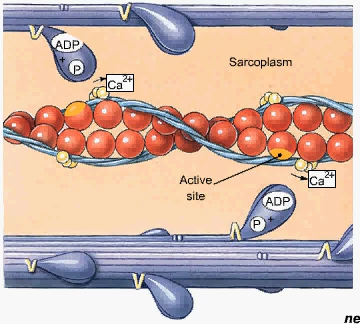 ADP
+
P
Ca2+
Sarcoplasm
Active
site
Ca2+
ADP
P +
ne